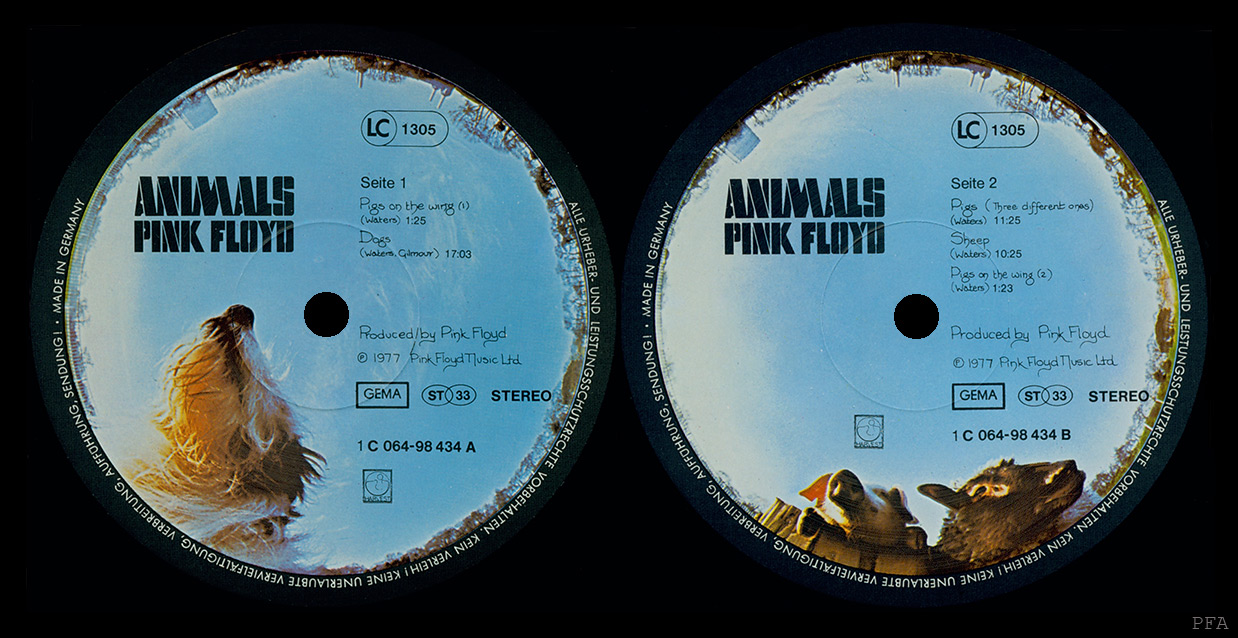 LC 1305
ANIMALS
PINK FLOYD
Seite 1
Pigs on the wing (1)
(Waters) 1:25
Dogs
(Waters, Gilmour) 17:03
Produced by Pink Floyd
℗ 1977 Pink Floyd Music Ltd.
GEMA ST 33 STEREO
1 C 064-98 434 A
HARVEST
ALLE URHEBER- UND LEISTUNGSSCHUTZRECHTE VORBEHALTEN. KEIN VERLEIH! KEINE UNERLAUBTE VERVIELFÄLTIGUNG, VERBREITUNG, AUFFÜHRUNG, SENDUNG! • MADE IN GERMANY
LC 1305
ANIMALS
PINK FLOYD
Seite 2
Pigs (Three different ones)
(Waters) 11:25
Sheep
(Waters) 10:25
Pigs on the wing (2)
(Waters) 1:23
Produced by Pink Floyd
℗ 1977 Pink Floyd Music Ltd.
GEMA ST 33 STEREO
1 C 064-98 434 B
HARVEST
ALLE URHEBER- UND LEISTUNGSSCHUTZRECHTE VORBEHALTEN. KEIN VERLEIH! KEINE UNERLAUBTE VERVIELFÄLTIGUNG, VERBREITUNG, AUFFÜHRUNG, SENDUNG! • MADE IN GERMANY
PFA